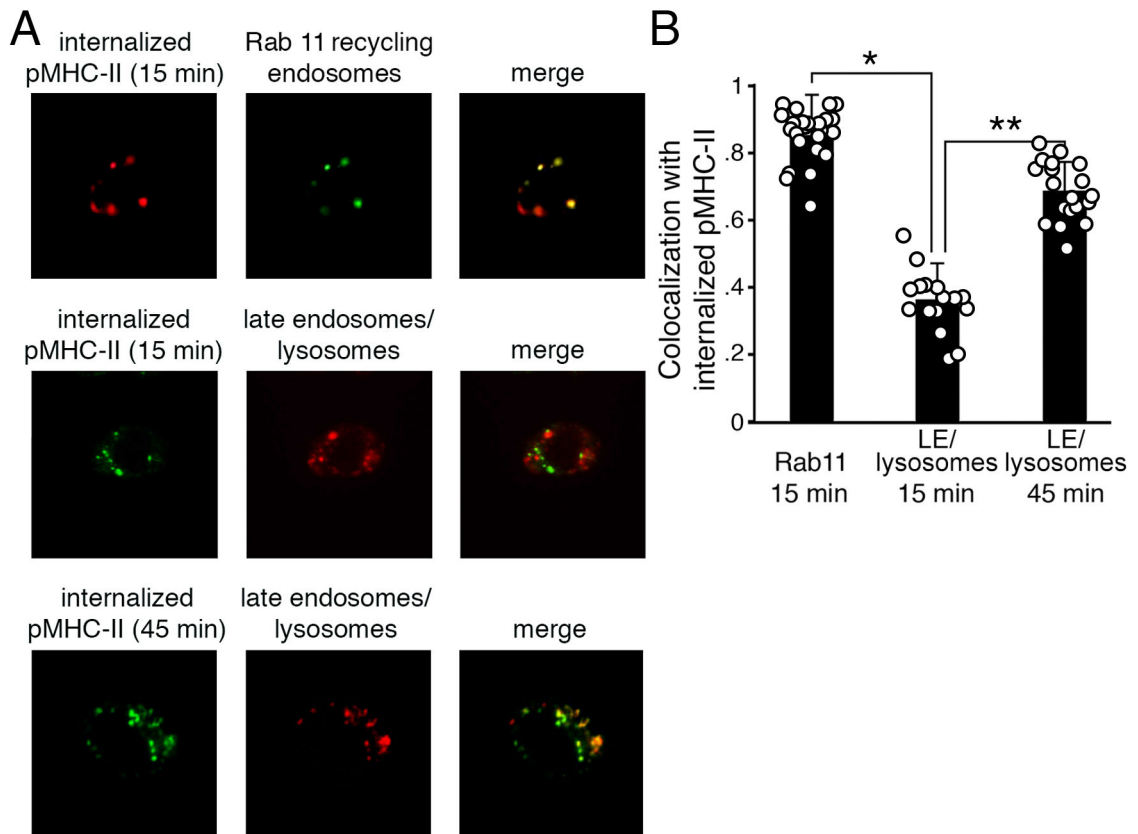 A
internalized
pMHC-II (15 min)
Rab 11 recycling
endosomes
merge
internalized
pMHC-II (15 min)
late endosomes/
lysosomes
merge
internalized
pMHC-II (45 min)
late endosomes/
lysosomes
merge
B
Colocalization with
internalized pMHC-II
1
.8
.6
.4
.2
0
*
**
Rab11
15 min
LE/
lysosomes
15 min
LE/
lysosomes
45 min